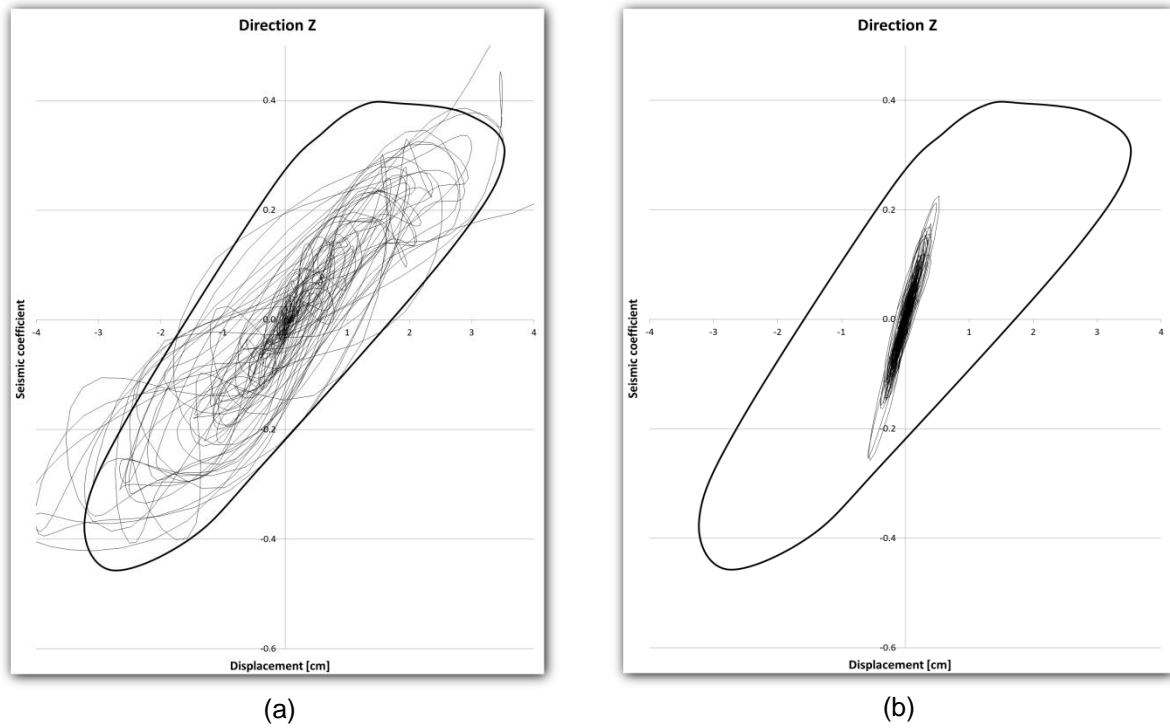 Direction Z
0.4
0.2
Seismic coefficient
0.0
-4 -3 -2 -1 1 2 3 4
-0.2
-0.4
-0.6
Displacement [cm]
(a)
Direction Z
0.4
0.2
Seismic coefficient
0.0
-4 -3 -2 -1 1 2 3 4
-0.2
-0.4
-0.6
Displacement [cm]
(b)